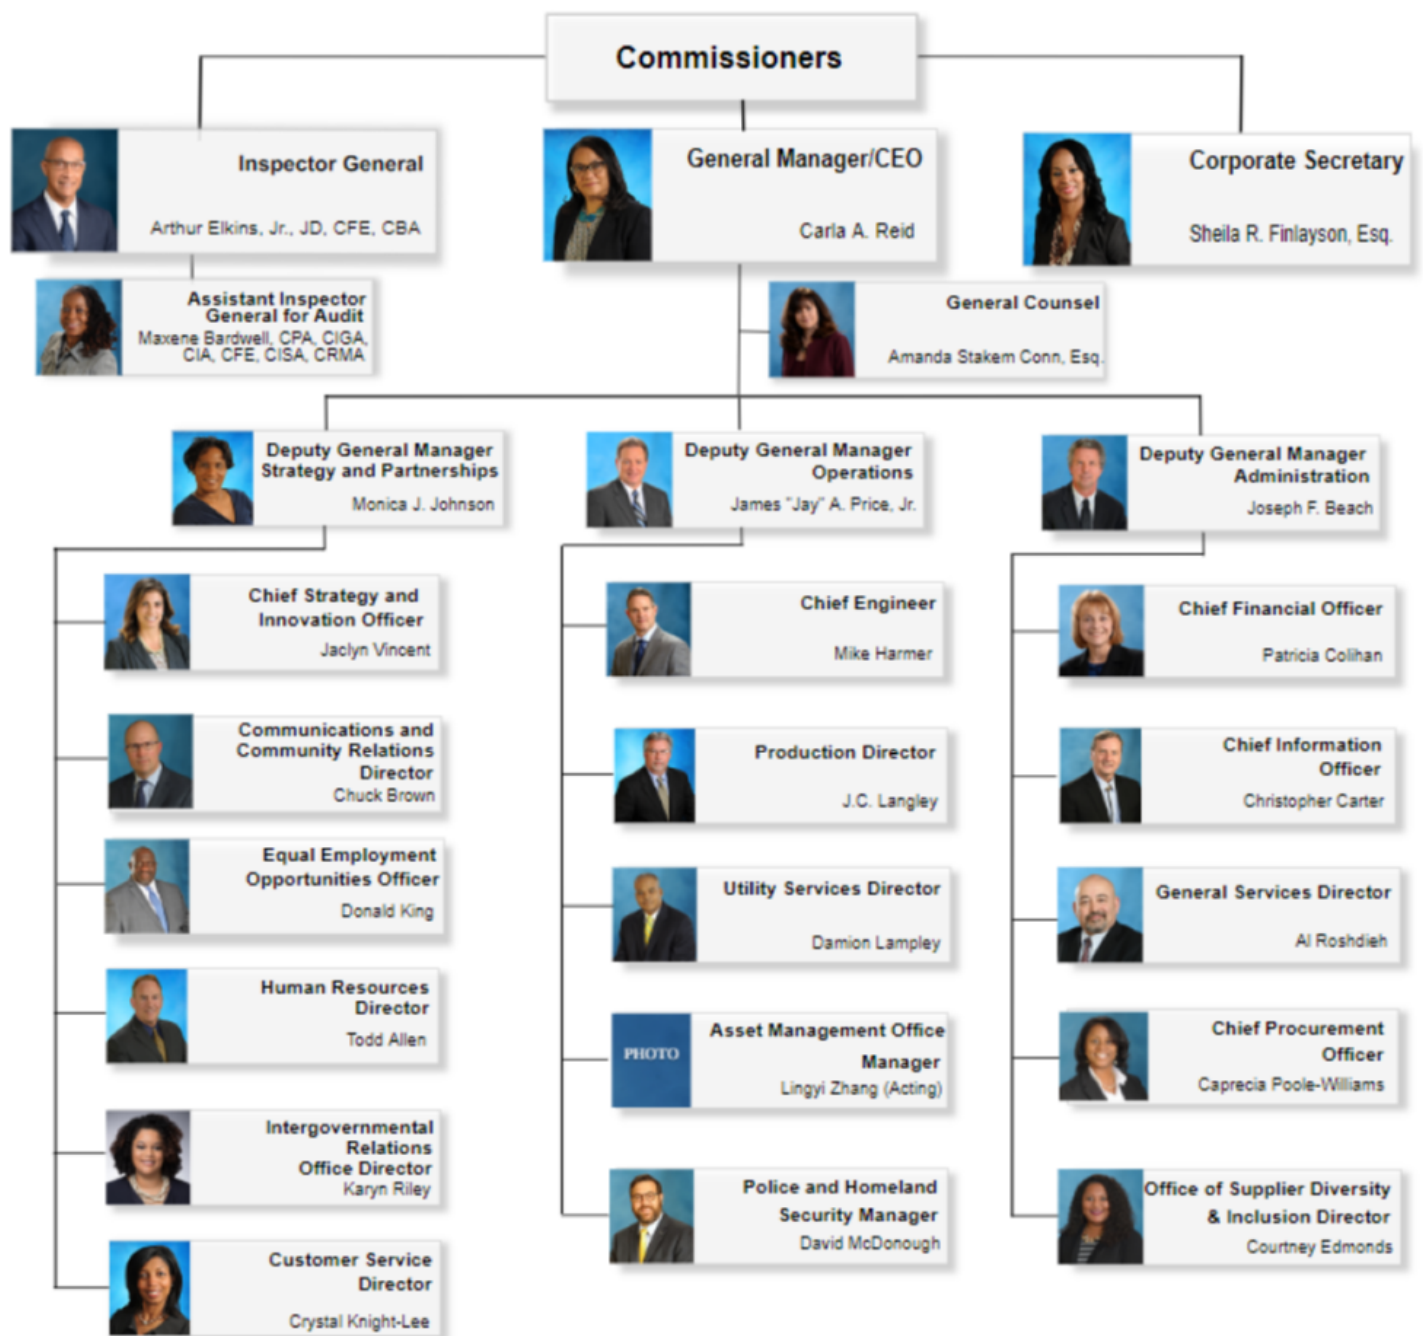 Commissioners
Inspector General
Arthur Elkins, Jr., JD, CFE, CBA
General Manager/CEO
Carla A. Reid
Corporate Secretary
Sheila R. Finlayson, Esq.
Assistant Inspector
General for Audit
Maxene Bardwell, CPA, CIGA,
CIA, CFE, CISA, CRMA
General Counsel
Amanda Stakem Conn, Esq.
Deputy General Manager
Strategy and Partnerships
Monica J. Johnson
Deputy General Manager
Operations
James "Jay" A. Price, Jr.
Deputy General Manager
Administration
Joseph F. Beach
Chief Strategy and
Innovation Officer
Jaclyn Vincent
Communications and
Community Relations
Director
Chuck Brown
Equal Employment
Opportunities Officer
Donald King
Human Resources
Director
Todd Allen
Intergovernmental
Relations
Office Director
Karyn Riley
Customer Service
Director
Crystal Knight-Lee
Chief Engineer
Mike Harmer
Production Director
J.C. Langley
Utility Services Director
Damion Lampley
PHOTO
Asset Management Office
Manager
Lingyi Zhang (Acting)
Police and Homeland
Security Manager
David McDonough
Chief Financial Officer
Patricia Colihan
Chief Information
Officer
Christopher Carter
General Services Director
Al Roshdieh
Chief Procurement
Officer
Caprecia Poole-Williams
Office of Supplier Diversity
& Inclusion Director
Courtney Edmonds